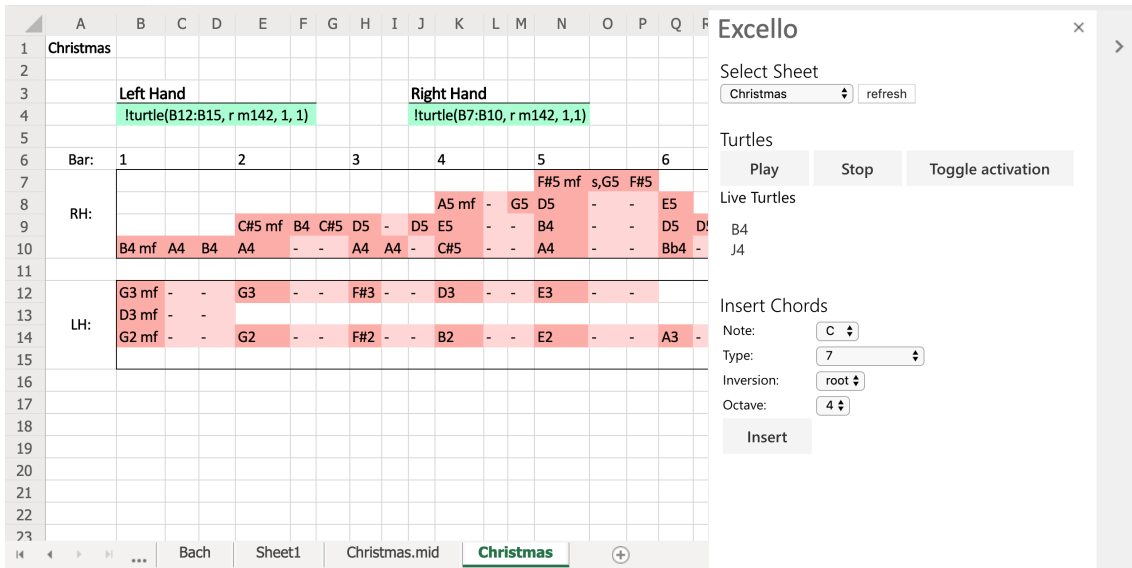 A B C D E F G H I J K L M N O P Q R
Excello ×
1 Christmas
2
Select Sheet
3 Left Hand Right Hand
Christmas refresh
4 !turtle(B12:B15, r m142, 1, 1) !turtle(B7:B10, r m142, 1,1)
5
Turtles
6 Bar: 1 2 3 4 5 6
Play Stop Toggle activation
7 F#5 mf s,G5 F#5
8 A5 mf - G5 D5 - - E5
Live Turtles
RH:
9 C#5 mf B4 C#5 D5 - D5 E5 - - B4 - - D5
B4
10 B4 mf A4 B4 A4 - - A4 A4 - C#5 - - A4 - - Bb4 -
J4
11
12 G3 mf - - G3 - - F#3 - - D3 - - E3 - -
Insert Chords
13 D3 mf - -
LH:
Note: C
14 G2 mf - - G2 - - F#2 - - B2 - - E2 - - A3 -
Type: 7
15
16
Inversion: root
17
Octave: 4
18
Insert
19
20
21
22
23
... Bach Sheet1 Christmas.mid Christmas +